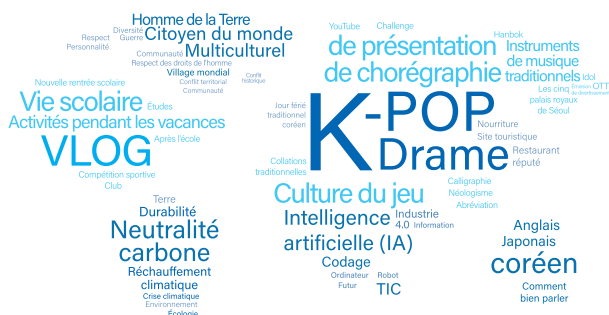 Homme de la Terre
Diversité
Respect
Guerre
Citoyen du monde
Personnalité
Communauté
Multiculturel
Respect des droits de l'homme
Village mondial
Conflit territorial
Conflit
historique
Communauté
Nouvelle rentrée scolaire
Vie scolaire
Études
Activités pendant les vacances
VLOG
Après l'école
Compétition sportive
Club
YouTube
Challenge
Hanbok
de présentation
de chorégraphie
Instruments
de musique
traditionnels
Idol
Les cinq
palais royaux
de Séoul
Émission
de divertissement
OTT
Jour férié
traditionnel
coréen
K-POP
Drame
Nourriture
Site touristique
Restaurant
réputé
Collations
traditionnelles
Culture du jeu
Calligraphie
Néologisme
Abréviation
Terre
Durabilité
Neutralité
carbone
Réchauffement
climatique
Crise climatique
Environnement
Écologie
Intelligence
artificielle (IA)
Industrie
4.0
Information
Codage
Ordinateur
Robot
Futur
TIC
Anglais
Japonais
coréen
Comment
bien parler